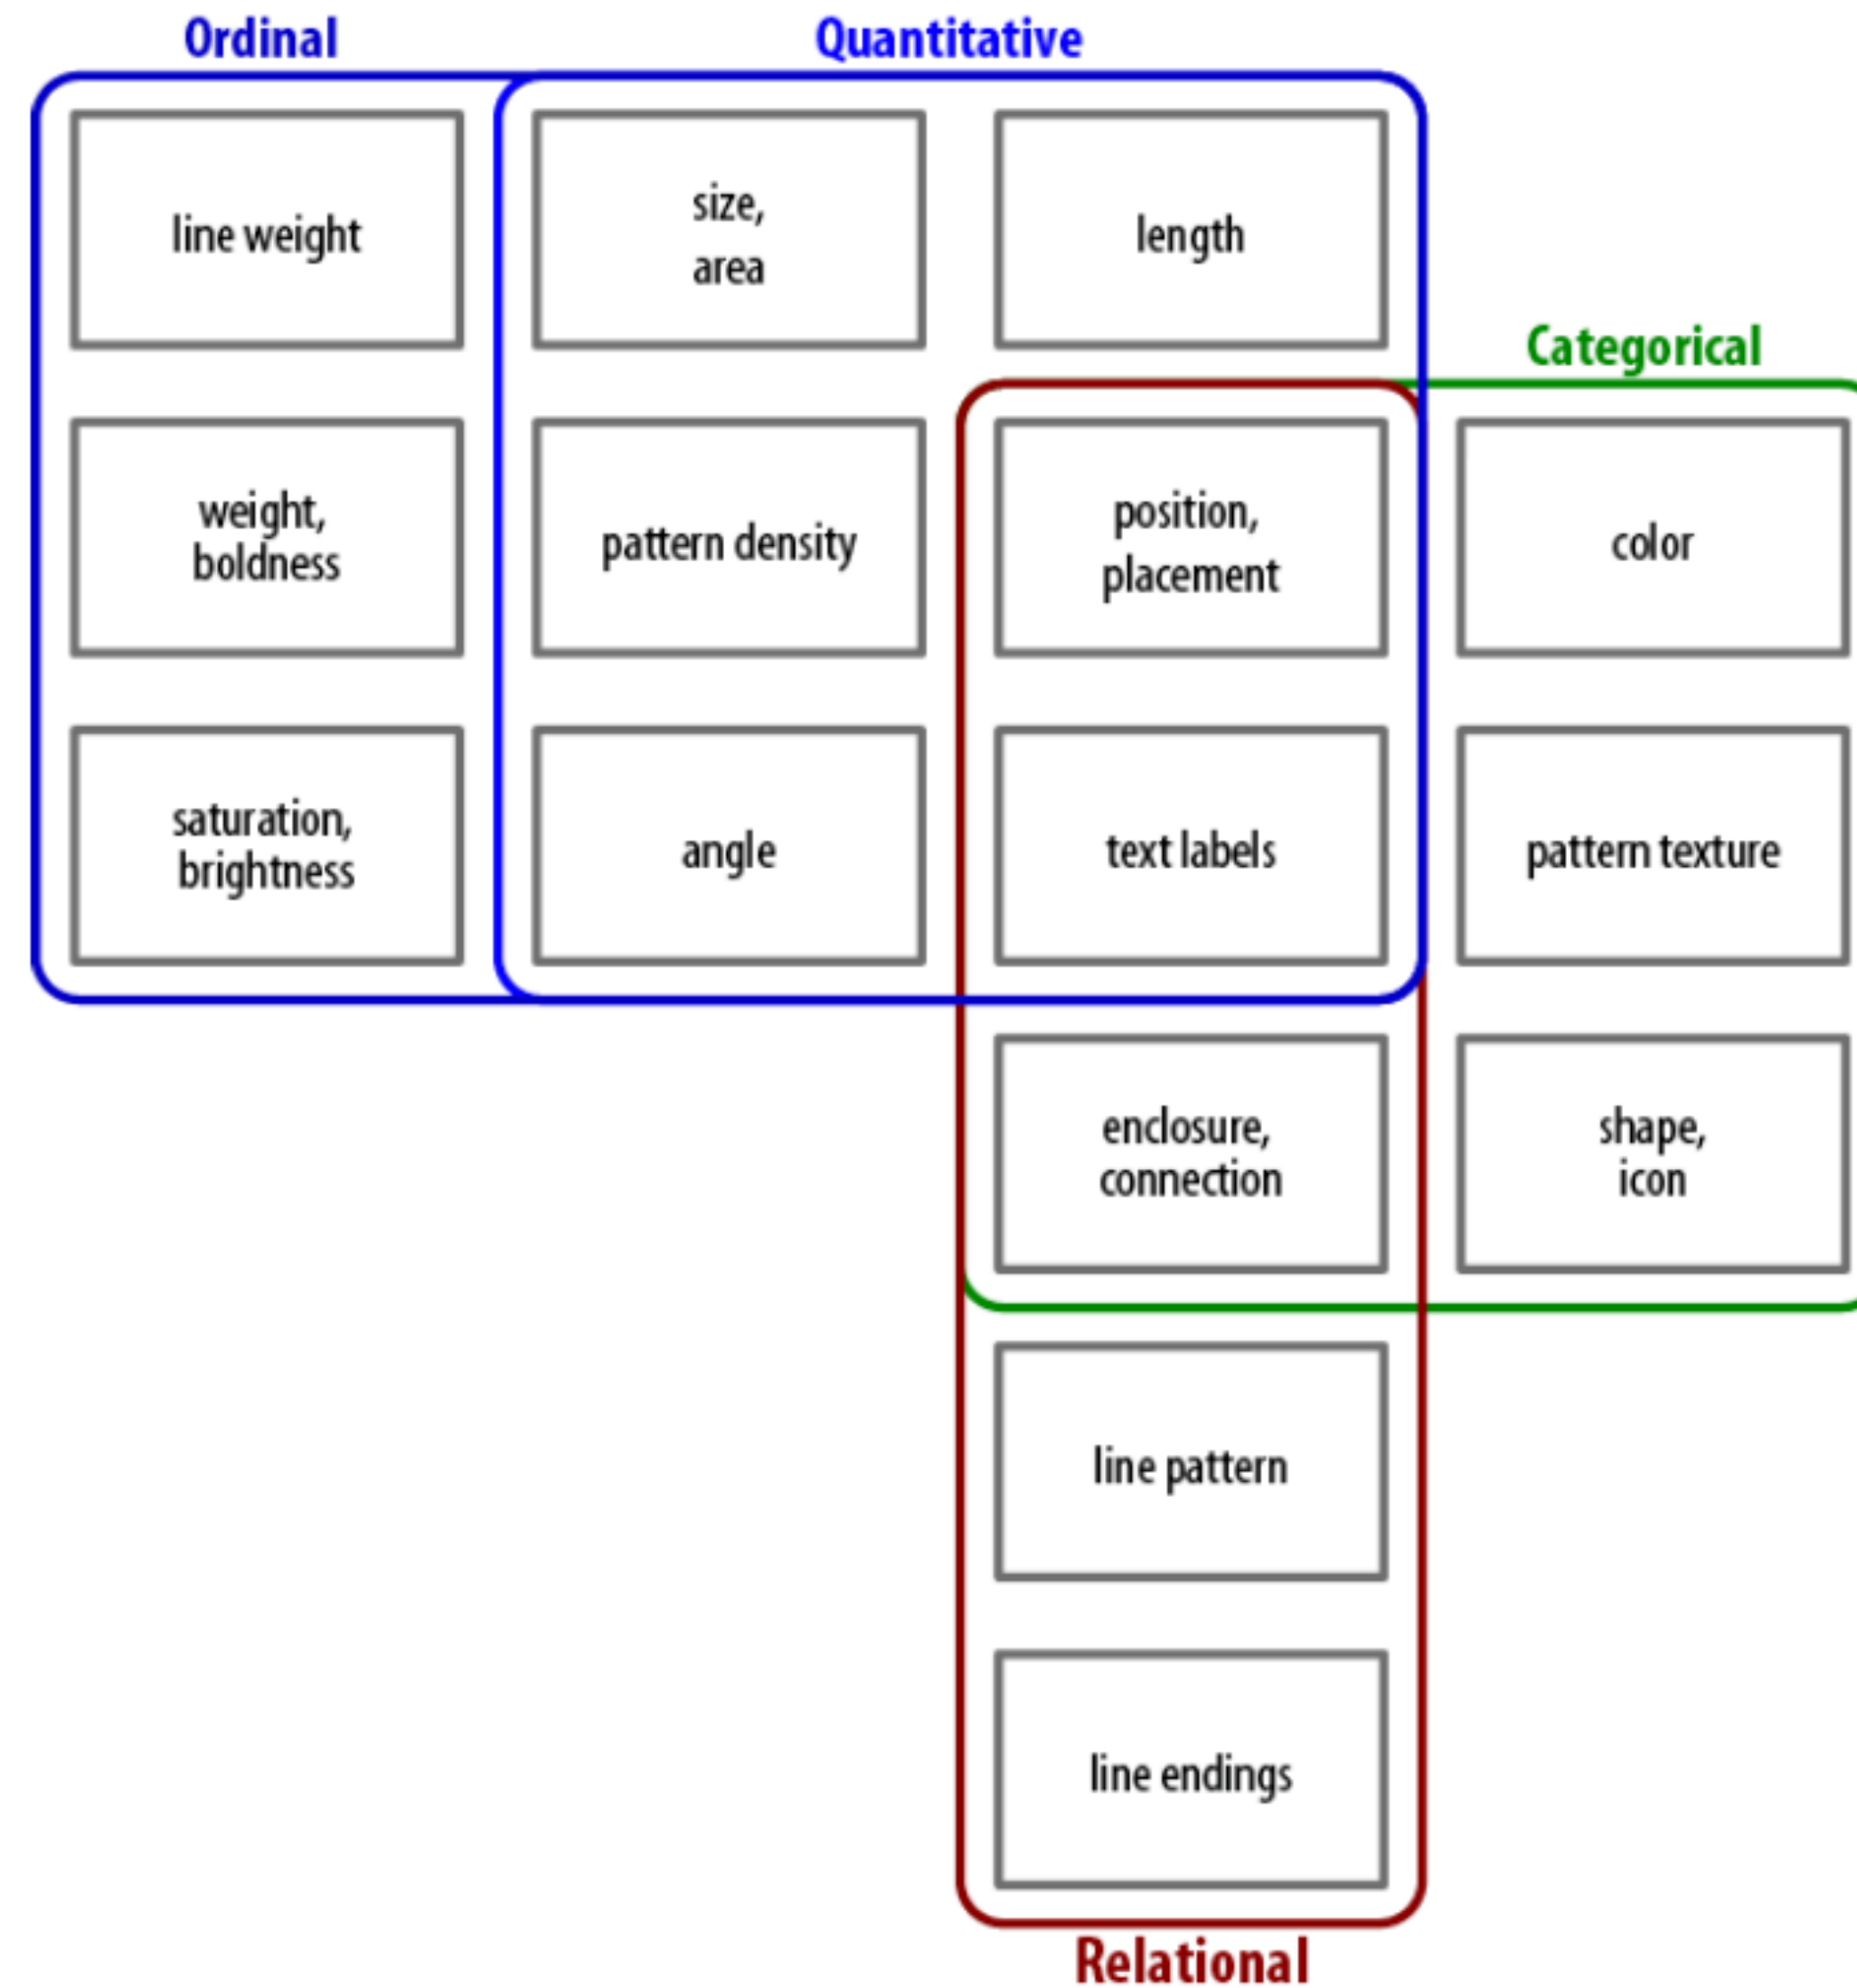 Ordinal
Quantitative
line weight
size,
area
length
Categorical
weight,
boldness
pattern density
position,
placement
color
saturation,
brightness
angle
text labels
pattern texture
enclosure,
connection
shape,
icon
line pattern
line endings
Relational